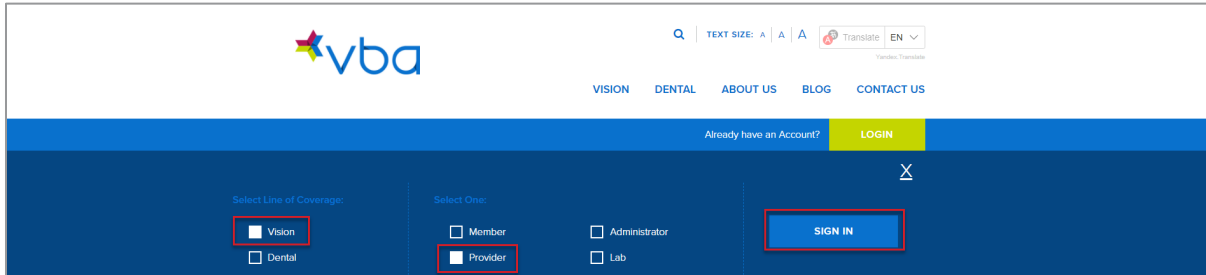 vba
TEXT SIZE: A A A
Translate EN
Yandex.Translate
VISION DENTAL ABOUT US BLOG CONTACT US
Already have an Account? LOGIN
X
Select Line of Coverage:
Vision
Dental
Select One:
Member
Administrator
Provider
Lab
SIGN IN